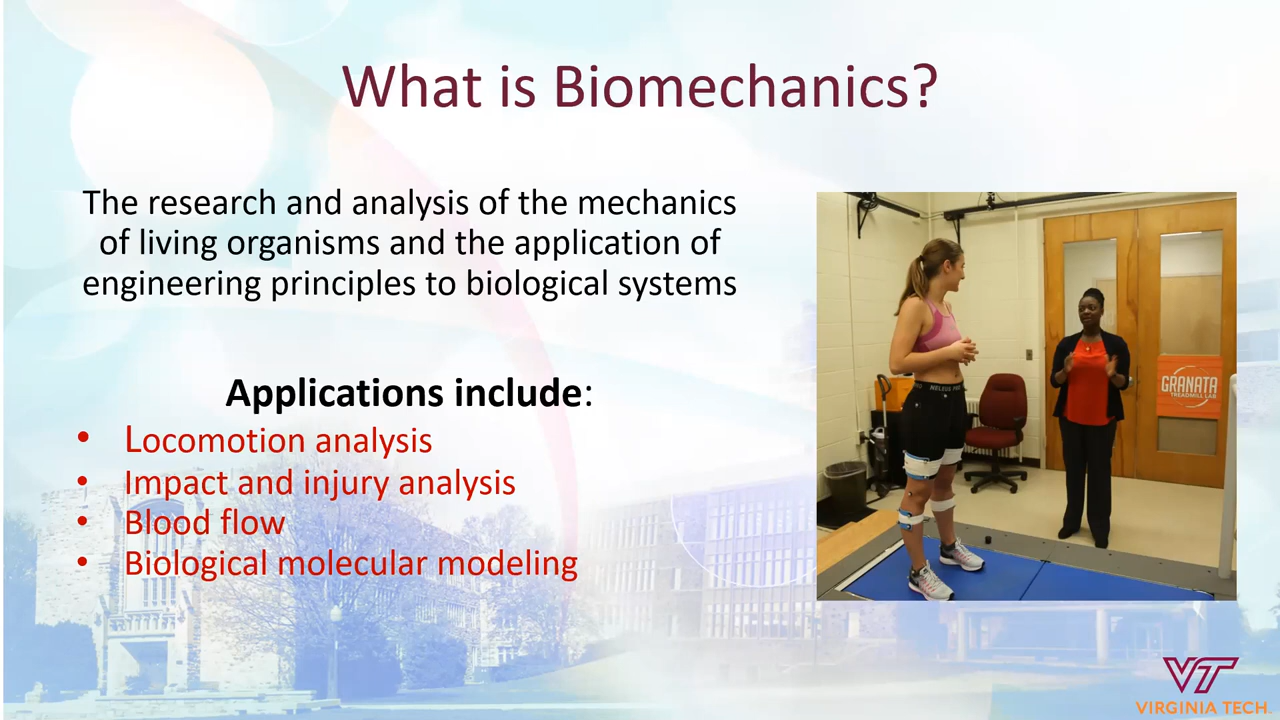 What is Biomechanics?
The research and analysis of the mechanics
of living organisms and the application of
engineering principles to biological systems
Applications include:
• Locomotion analysis
• Impact and injury analysis
• Blood flow
• Biological molecular modeling
GRANATA
TREADMILL LAB
VT
VIRGINIA TECH.